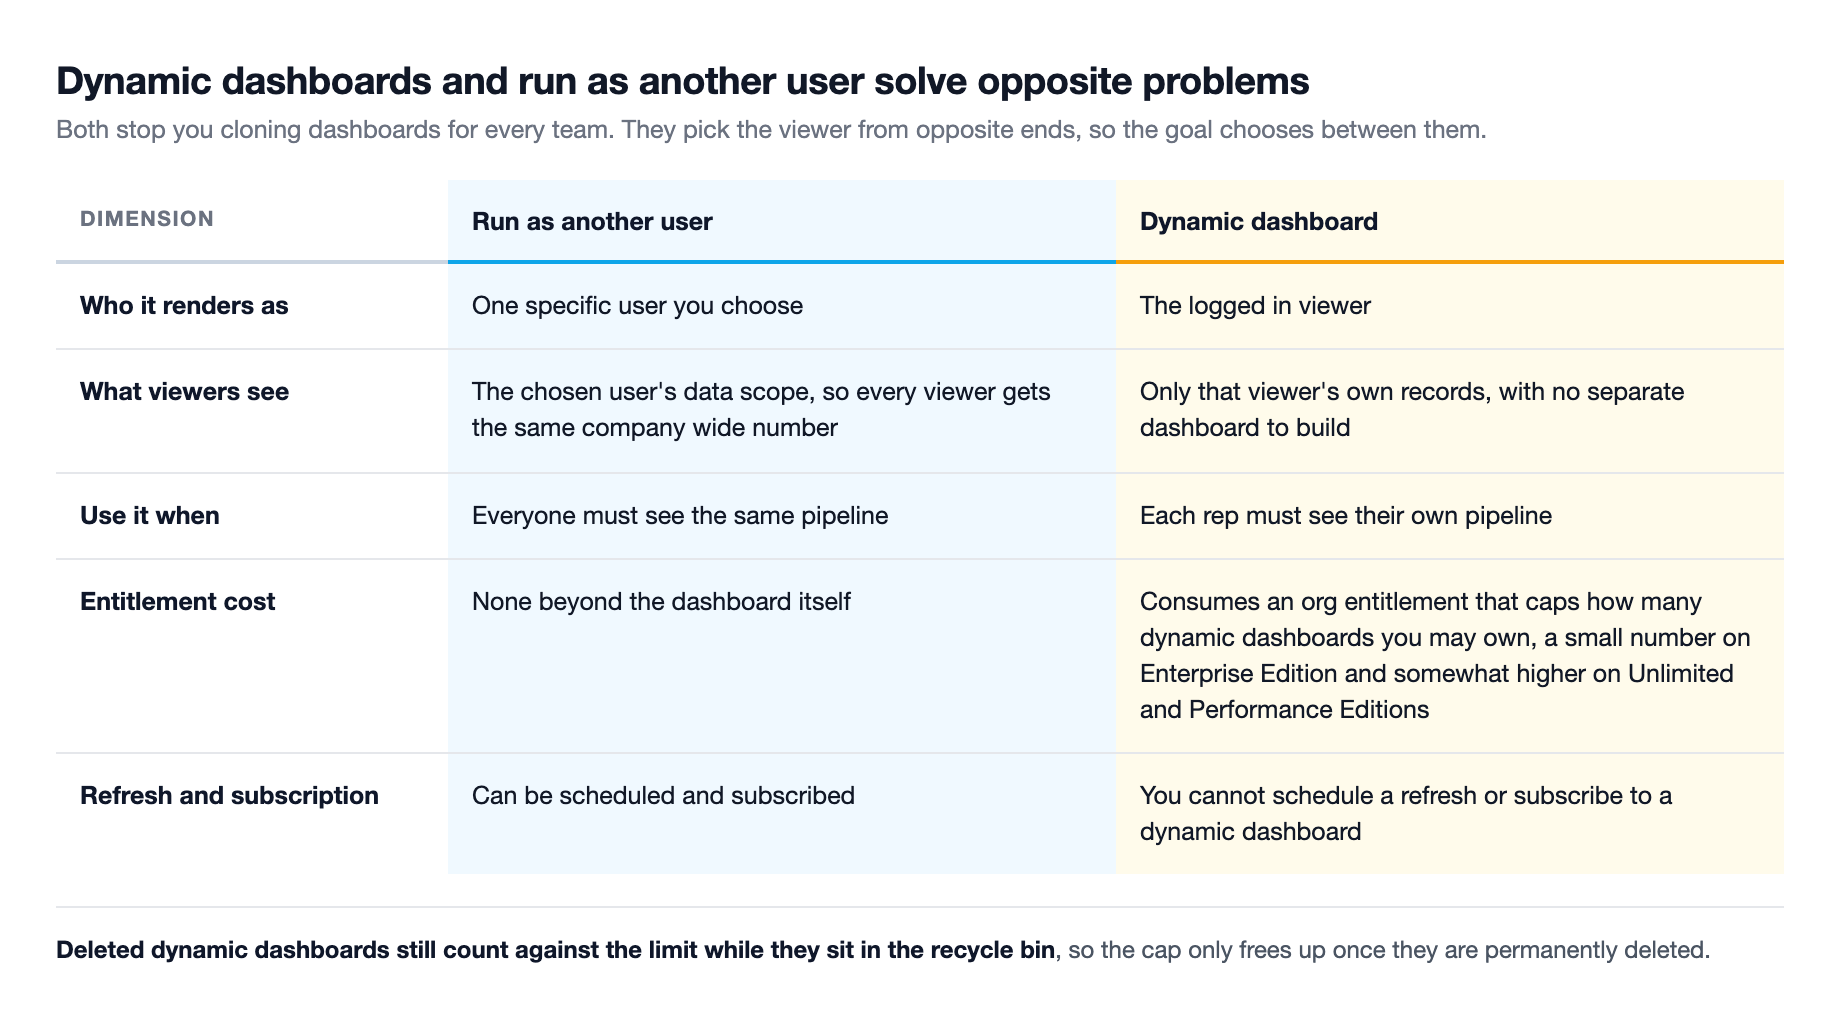 Dynamic dashboards and run as another user solve opposite problems
Both stop you cloning dashboards for every team. They pick the viewer from opposite ends, so the goal chooses between them.
DIMENSION
Run as another user
Dynamic dashboard
Who it renders as
One specific user you choose
The logged in viewer
What viewers see
The chosen user's data scope, so every viewer gets
the same company wide number
Only that viewer's own records, with no separate
dashboard to build
Use it when
Everyone must see the same pipeline
Each rep must see their own pipeline
Entitlement cost
None beyond the dashboard itself
Consumes an org entitlement that caps how many
dynamic dashboards you may own, a small number on
Enterprise Edition and somewhat higher on Unlimited
and Performance Editions
Refresh and subscription
Can be scheduled and subscribed
You cannot schedule a refresh or subscribe to a
dynamic dashboard
Deleted dynamic dashboards still count against the limit while they sit in the recycle bin, so the cap only frees up once they are permanently deleted.